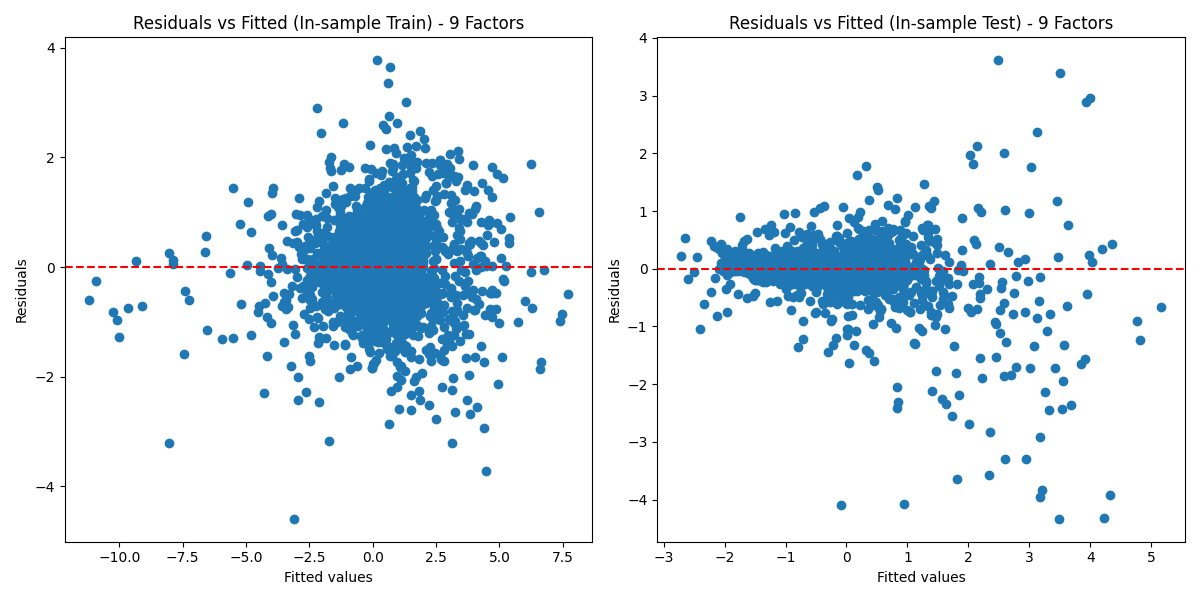 Residuals vs Fitted (In-sample Train) - 9 Factors
4
2
0
−2
−4
Residuals
−10.0 −7.5 −5.0 −2.5 0.0 2.5 5.0 7.5
Fitted values
Residuals vs Fitted (In-sample Test) - 9 Factors
4
3
2
1
0
−1
−2
−3
−4
Residuals
−3 −2 −1 0 1 2 3 4 5
Fitted values